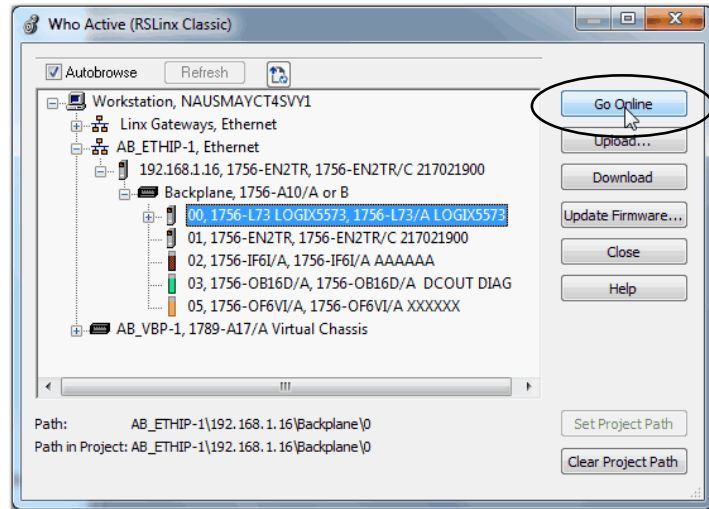 Who Active (RSLinx Classic)
Autobrowse Refresh
Workstation, NAUSMAYCT4SVY1
Linx Gateways, Ethernet
AB_ETHIP-1, Ethernet
192.168.1.16, 1756-EN2TR, 1756-EN2TR/C 217021900
Backplane, 1756-A10/A or B
00, 1756-L73 LOGIX5573, 1756-L73/A LOGIX5573
01, 1756-EN2TR, 1756-EN2TR/C 217021900
02, 1756-IF6I/A, 1756-IF6I/A AAAAAA
03, 1756-OB16D/A, 1756-OB16D/A DCOUT DIAG
05, 1756-OF6VI/A, 1756-OF6VI/A XXXXXX
AB_VBP-1, 1789-A17/A Virtual Chassis
Go Online
Upload...
Download
Update Firmware...
Close
Help
Path: AB_ETHIP-1\192.168.1.16\Backplane\0
Path in Project: AB_ETHIP-1\192.168.1.16\Backplane\0
Set Project Path
Clear Project Path